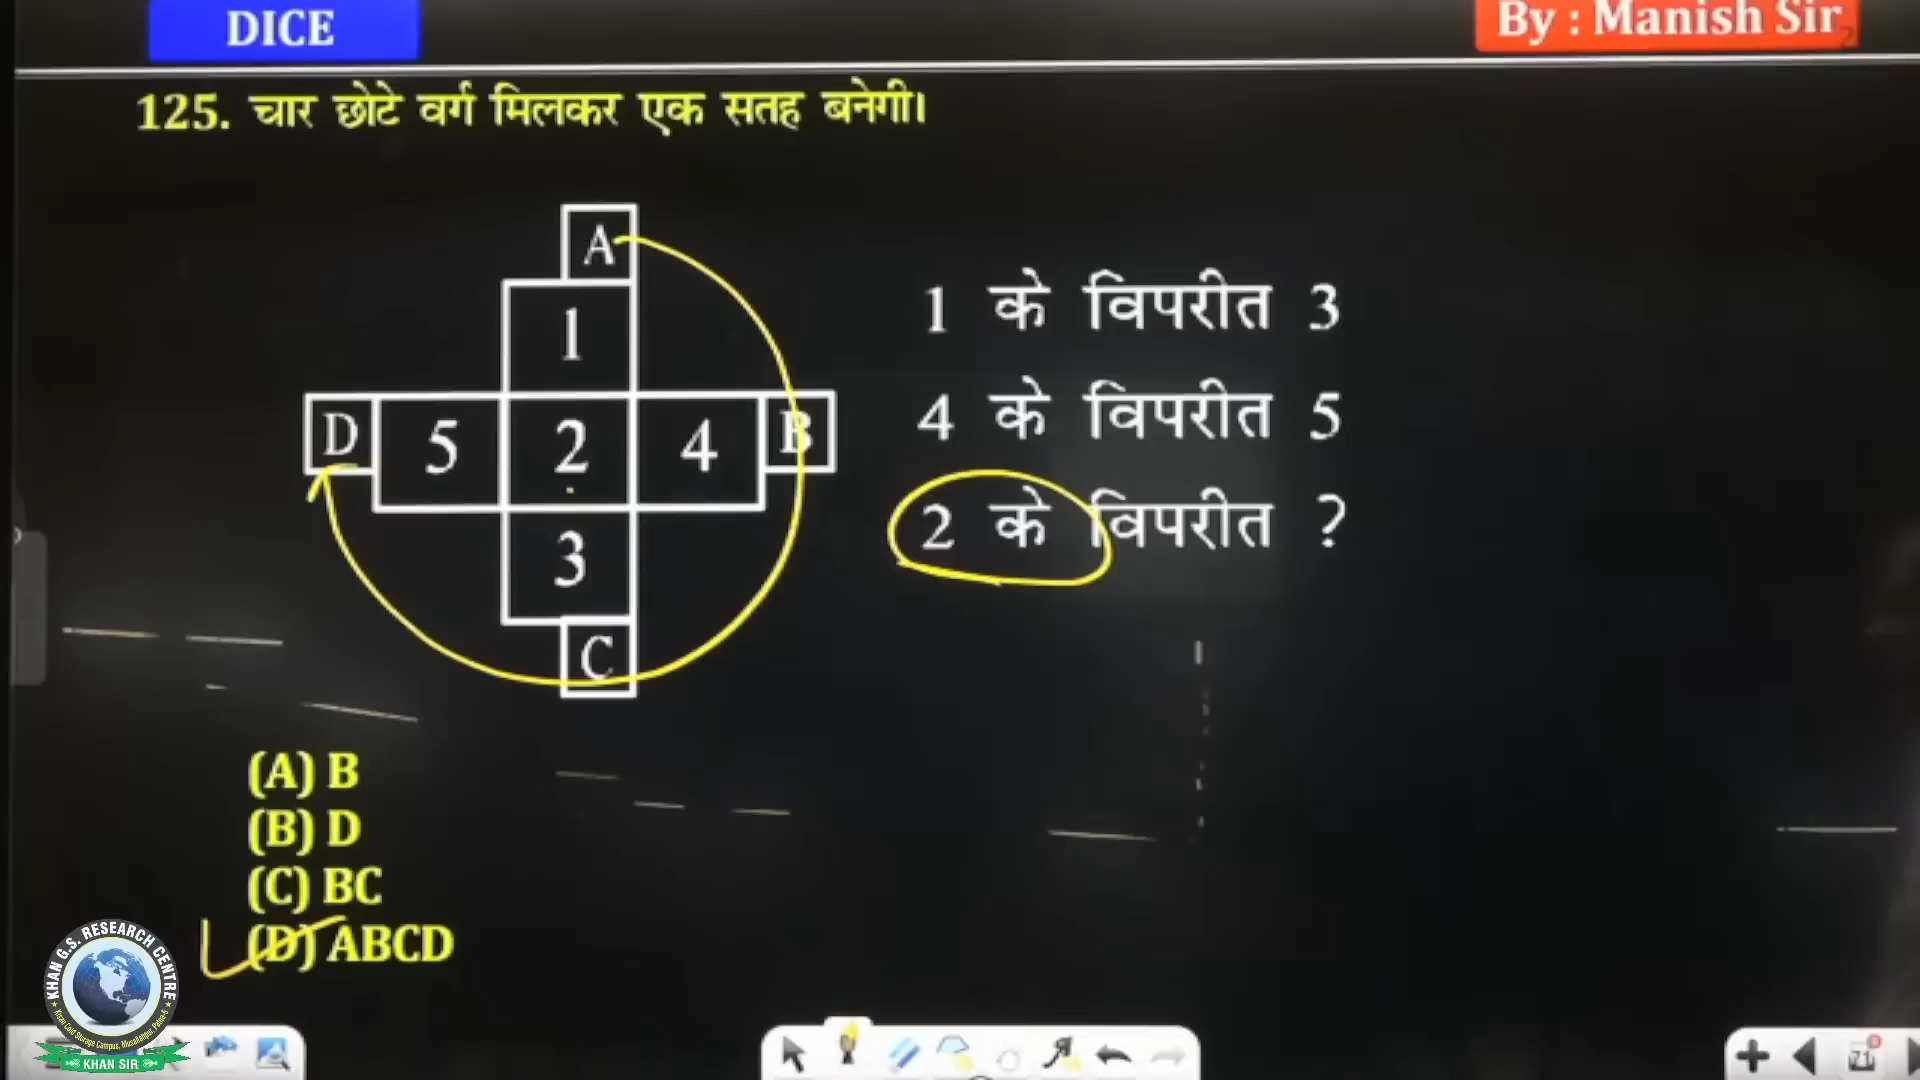 DICE
By : Manish Sir
125. चार छोटे वर्ग मिलकर एक सतह बनेगी।
A
1
D 5 2 4 B
3
C
1 के विपरीत 3
4 के विपरीत 5
2 के विपरीत ?
(A) B
(B) D
(C) BC
(D) ABCD
KHAN G.S. RESEARCH CENTRE
KHAN SIR
71